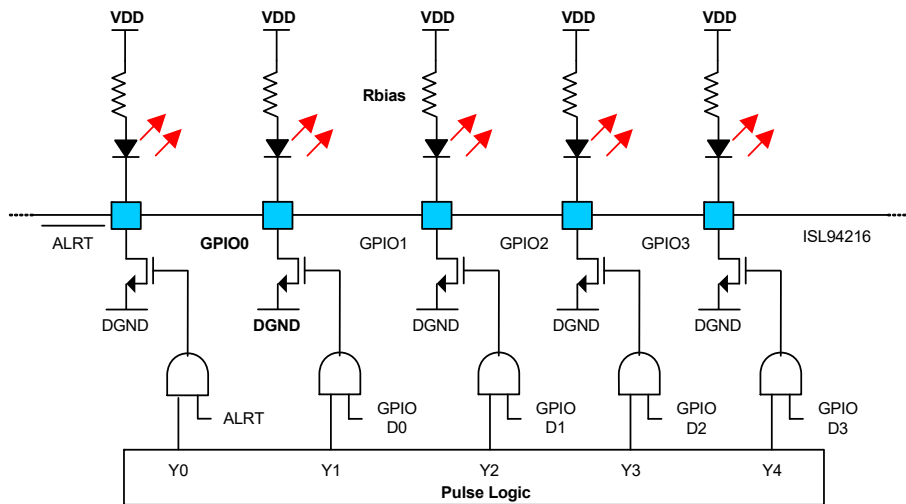 VDD VDD VDD VDD VDD
Rbias
ALRT GPIO0 GPIO1 GPIO2 GPIO3 ISL94216
DGND DGND DGND DGND DGND
ALRT GPIO D0 GPIO D1 GPIO D2 GPIO D3
Y0 Y1 Y2 Y3 Y4
Pulse Logic